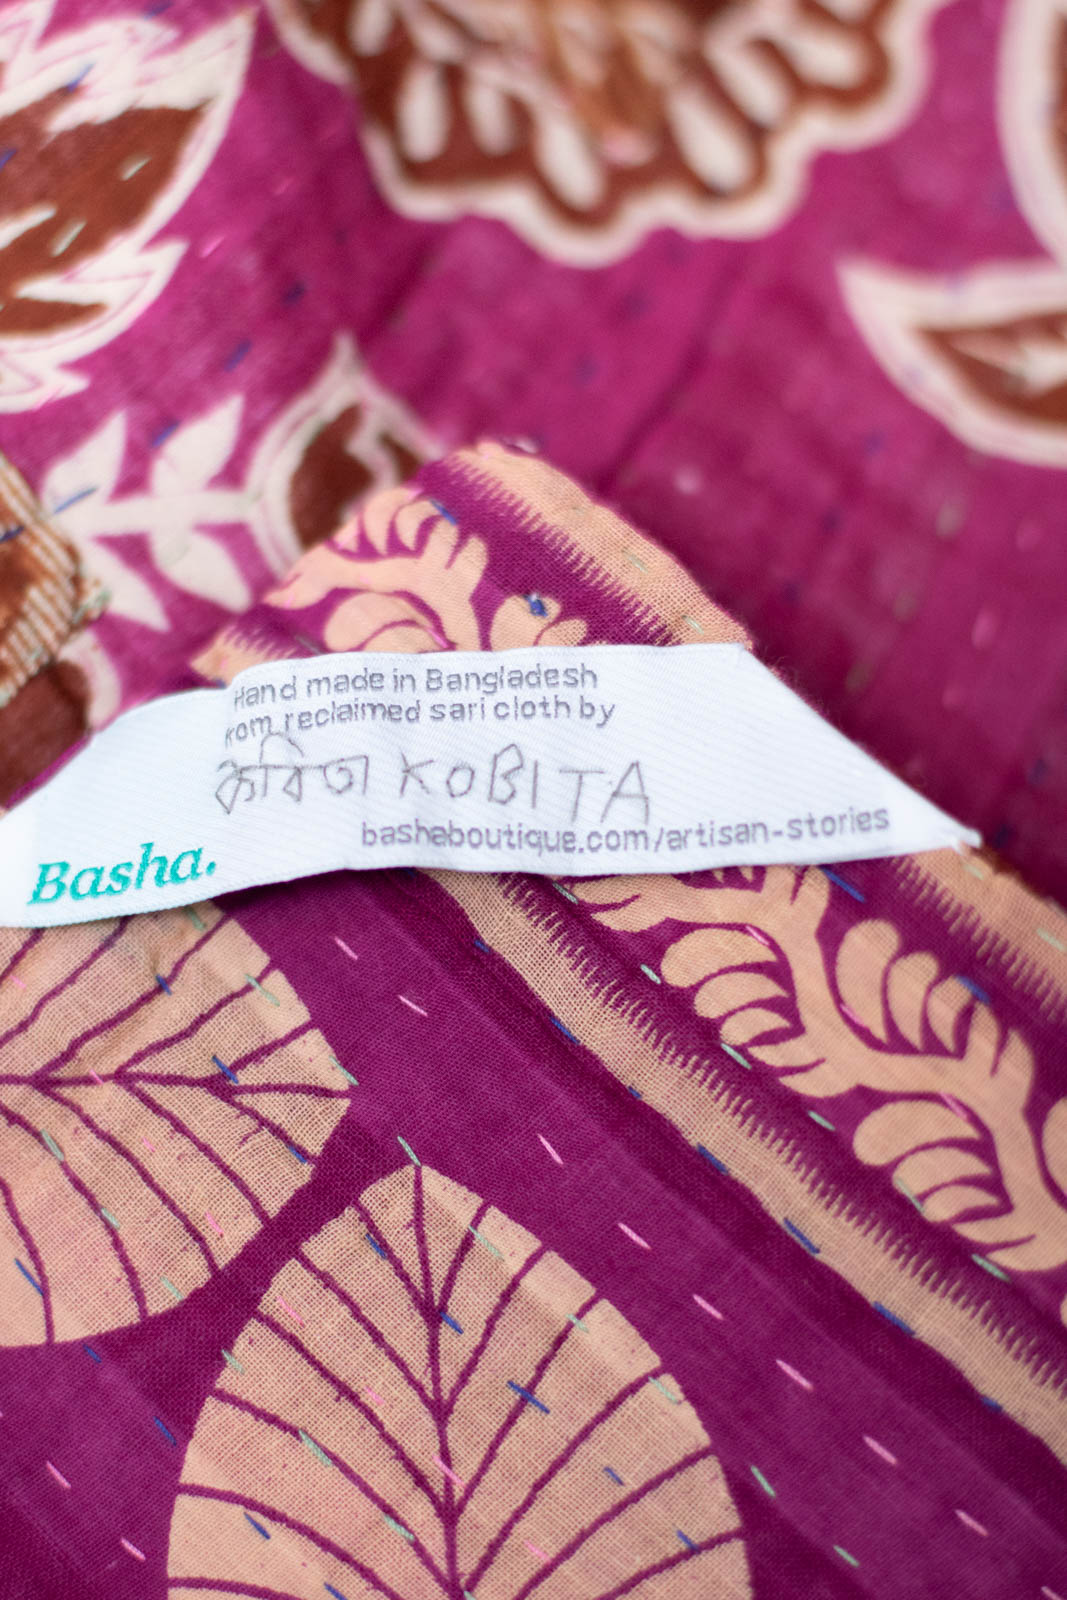 Hand made in Bangladesh
from reclaimed sari cloth by
কবিতা KOBITA
bashaboutique.com/artisan-stories
Basha.